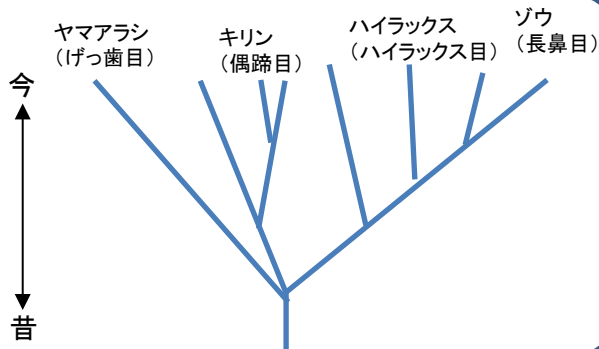 ヤマアラシ
（げっ歯目）
キリン
（偶蹄目）
ハイラックス
（ハイラックス目）
ゾウ
（長鼻目）
今
昔